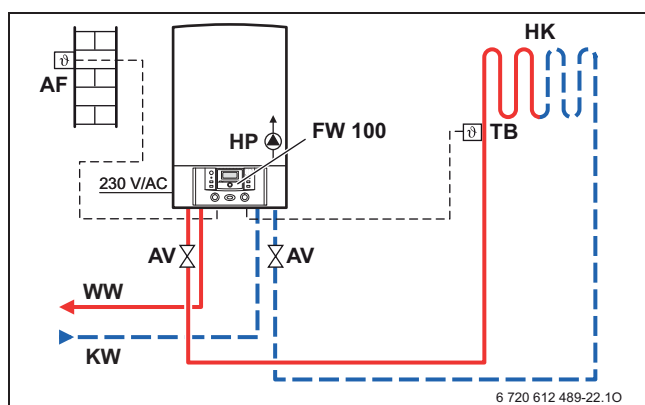 HK
AF
ϑ
HP
FW 100
ϑ TB
230 V/AC
AV
AV
WW
KW
6 720 612 489-22.1O